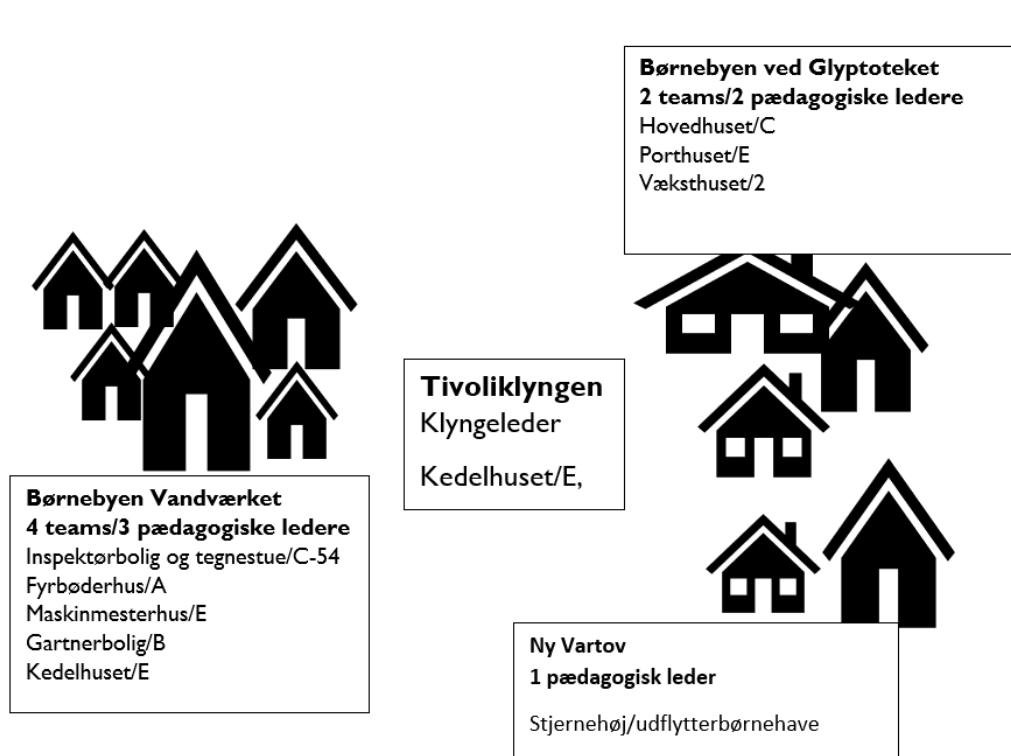 Børnebyen ved Glyptoteket
2 teams/2 pædagogiske ledere
Hovedhuset/C
Porthuset/E
Væksthuset/2
Tivoliklyngen
Klyngeleder
Kedelhuset/E,
Børnebyen Vandværket
4 teams/3 pædagogiske ledere
Inspektørbolig og tegnestue/C-54
Fyrbøderhus/A
Maskinmesterhus/E
Gartnerbolig/B
Kedelhuset/E
Ny Vartov
1 pædagogisk leder
Stjernehøj/udflytterbørnehave